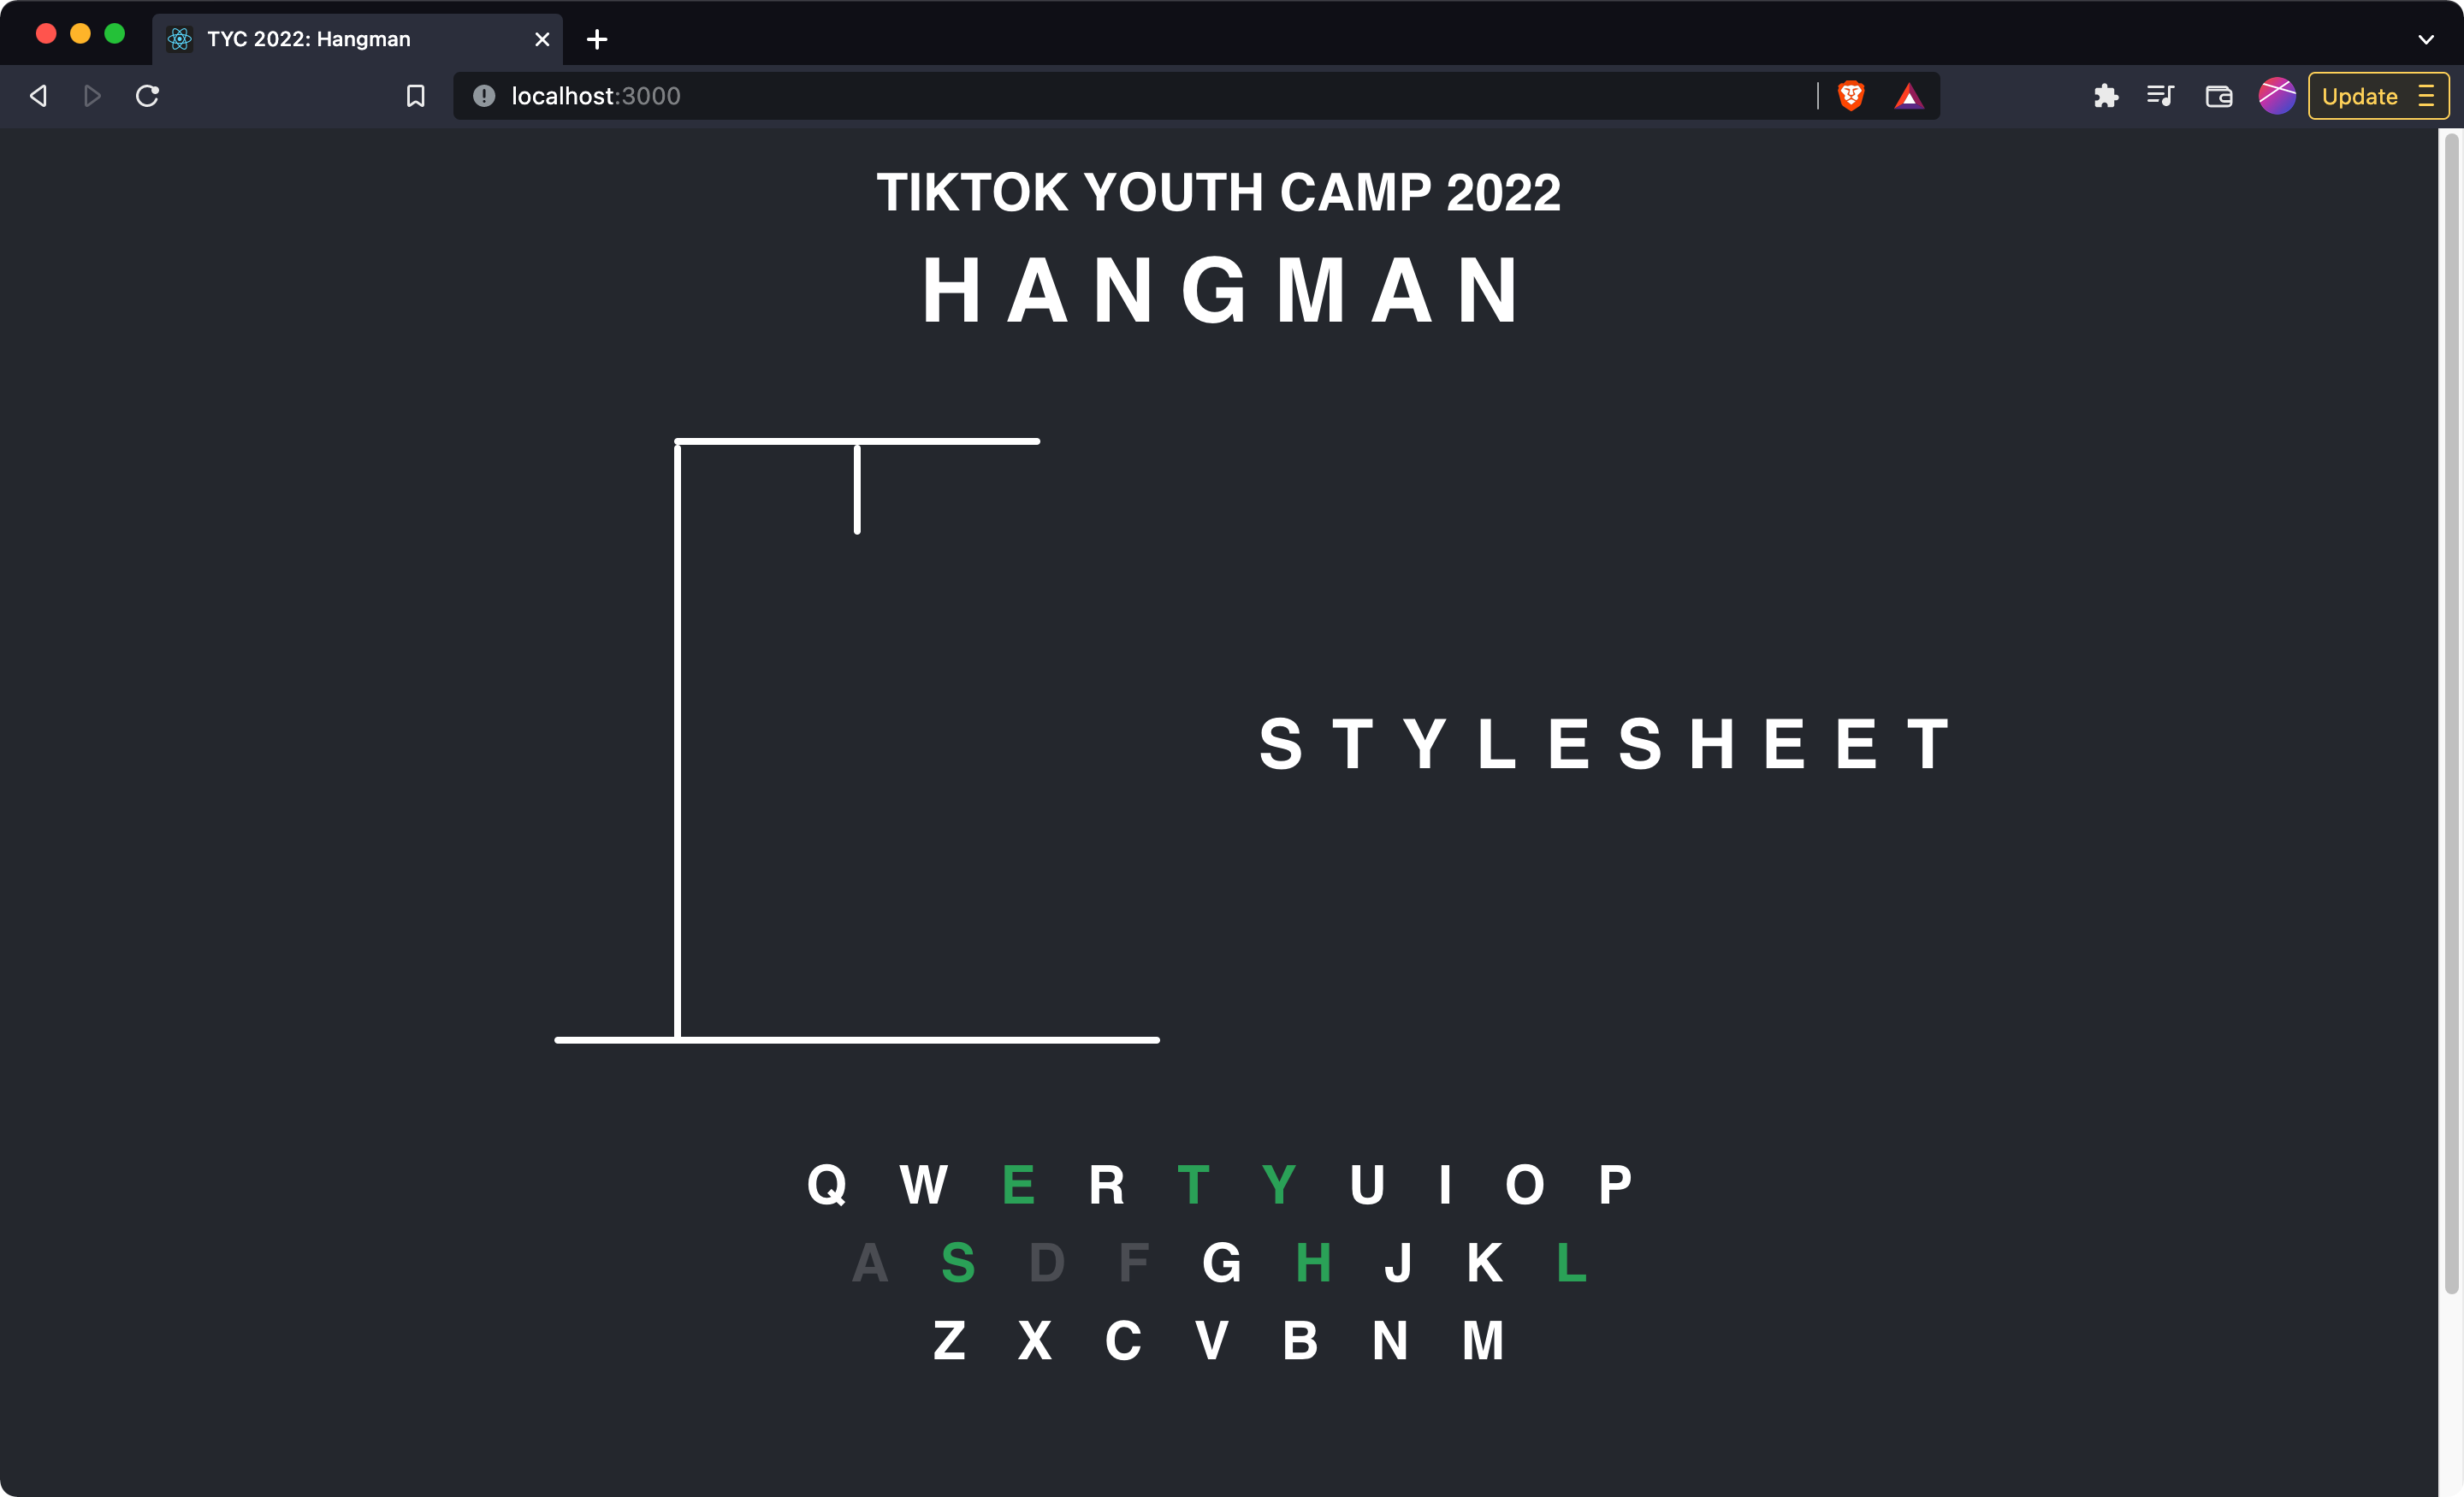 TYC 2022: Hangman
localhost:3000
Update
TIKTOK YOUTH CAMP 2022
HANGMAN
STYLESHEET
Q W E R T Y U I O P
A S D F G H J K L
Z X C V B N M